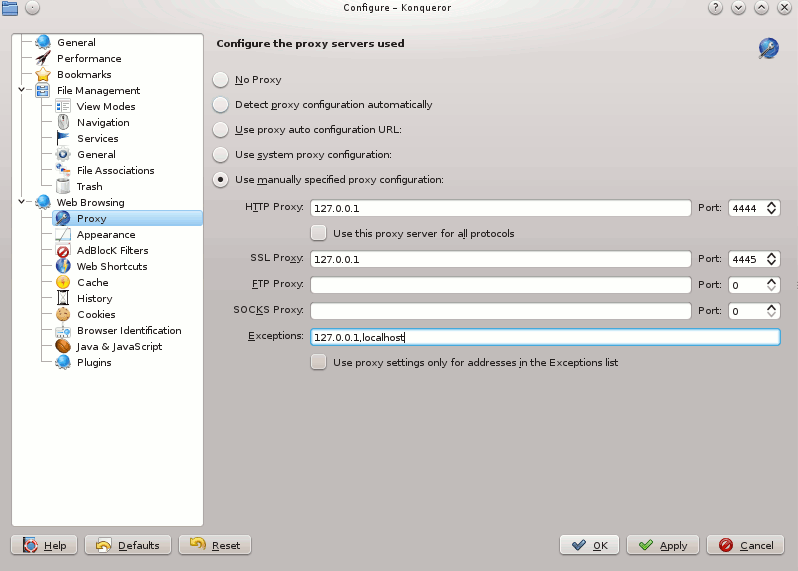 Configure – Konqueror
General
Performance
Bookmarks
File Management
View Modes
Navigation
Services
General
File Associations
Trash
Web Browsing
Proxy
Appearance
AdBlocK Filters
Web Shortcuts
Cache
History
Cookies
Browser Identification
Java & JavaScript
Plugins
Configure the proxy servers used
No Proxy
Detect proxy configuration automatically
Use proxy auto configuration URL:
Use system proxy configuration:
Use manually specified proxy configuration:
HTTP Proxy: 127.0.0.1 Port: 4444
Use this proxy server for all protocols
SSL Proxy: 127.0.0.1 Port: 4445
FTP Proxy: Port: 0
SOCKS Proxy: Port: 0
Exceptions: 127.0.0.1,localhost
Use proxy settings only for addresses in the Exceptions list
Help Defaults Reset OK Apply Cancel